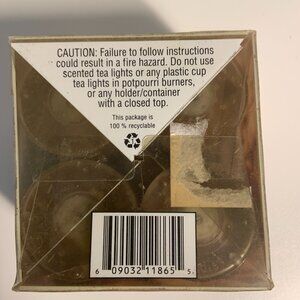 CAUTION: Failure to follow instructions
could result in a fire hazard. Do not use
scented tea lights or any plastic cup
tea lights in potpourri burners,
or any holder/container
with a closed top.
This package is
100 % recyclable
6 09032 11865 5